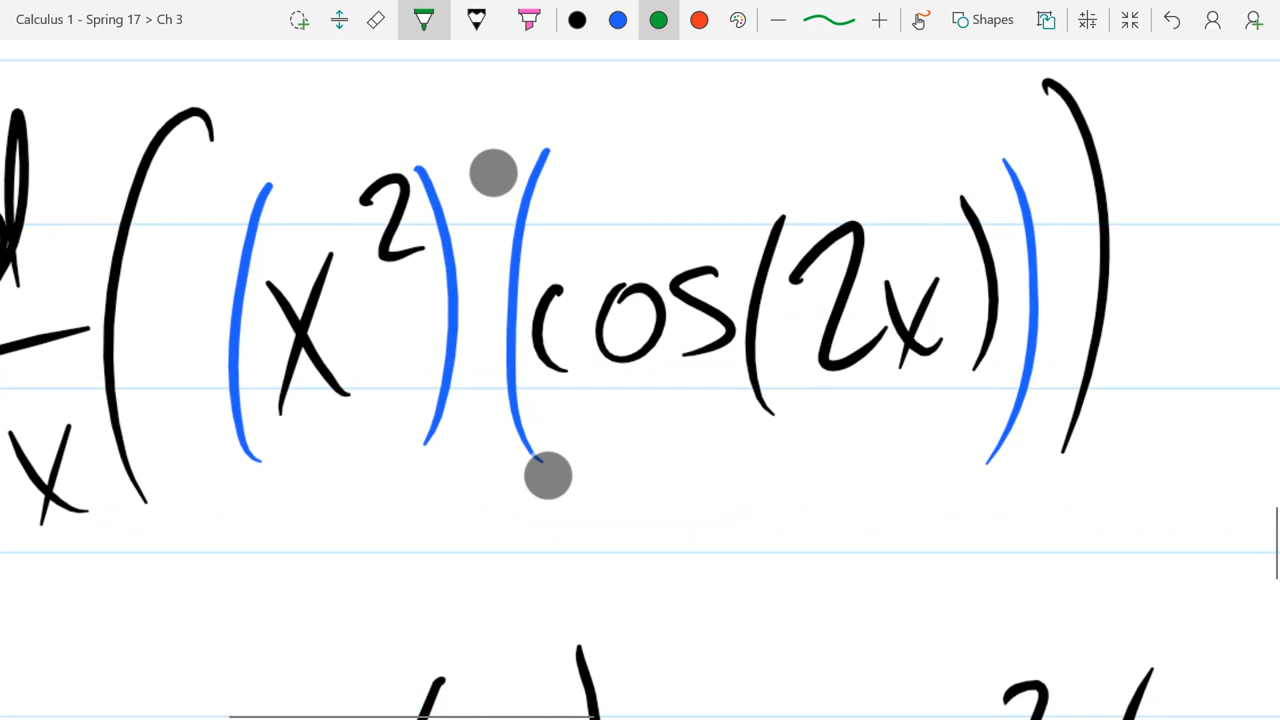 Calculus 1 - Spring 17 > Ch 3
Shapes
d
x
((x²)(cos(2x)))